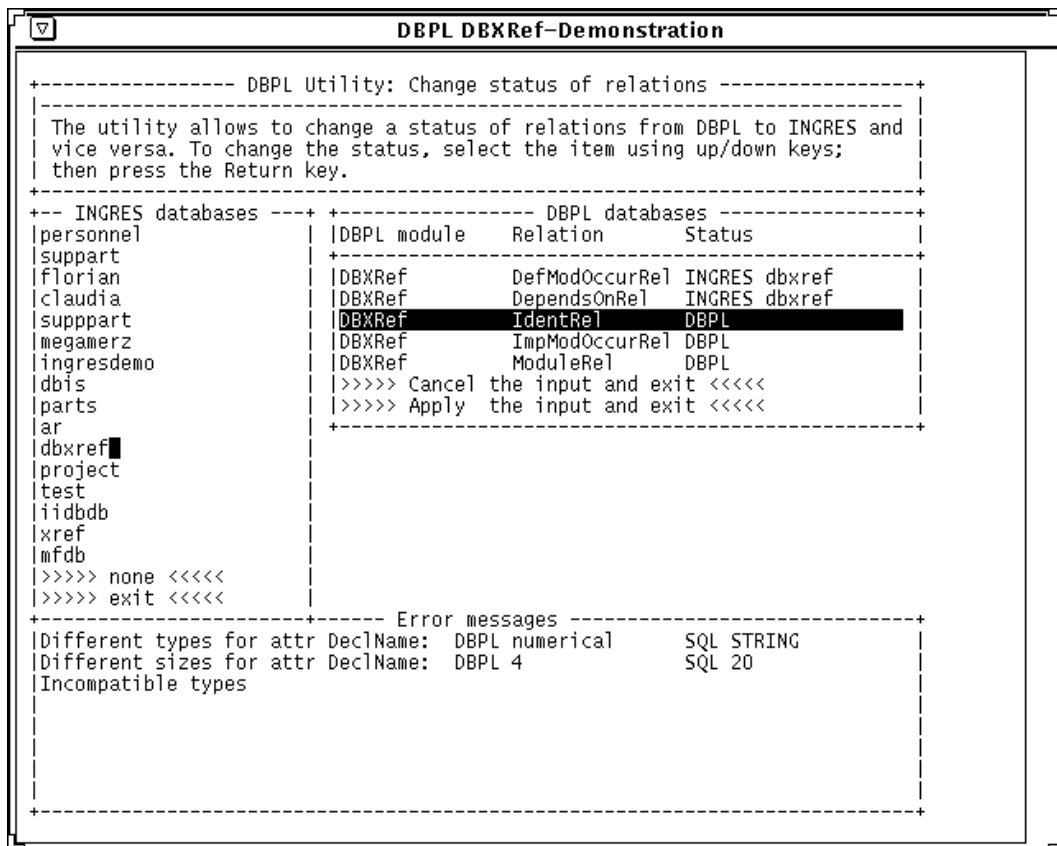 DBPL DBXRef-Demonstration
+----------------- DBPL Utility: Change status of relations -----------------+
|--------------------------------------------------------------------------- |
| The utility allows to change a status of relations from DBPL to INGRES and |
| vice versa. To change the status, select the item using up/down keys; |
| then press the Return key. |
+----------------------------------------------------------------------------+
+-- INGRES databases ---+ +----------------- DBPL databases -----------------+
|personnel | |DBPL module Relation Status |
|suppart | +--------------------------------------------------+
|florian | |DBXRef DefModOccurRel INGRES dbxref |
|claudia | |DBXRef DependsOnRel INGRES dbxref |
|supppart | |DBXRef IdentRel DBPL |
|megamerz | |DBXRef ImpModOccurRel DBPL |
|ingresdemo | |DBXRef ModuleRel DBPL |
|dbis | |>>>>> Cancel the input and exit <<<<< |
|parts | |>>>>> Apply the input and exit <<<<< |
|ar | +--------------------------------------------------+
|dbxref |
|project |
|test |
|iidbdb |
|xref |
|mfdb |
|>>>>> none <<<<< |
|>>>>> exit <<<<< |
+-----------------------+------ Error messages ------------------------------+
|Different types for attr DeclName: DBPL numerical SQL STRING |
|Different sizes for attr DeclName: DBPL 4 SQL 20 |
|Incompatible types |
+----------------------------------------------------------------------------+